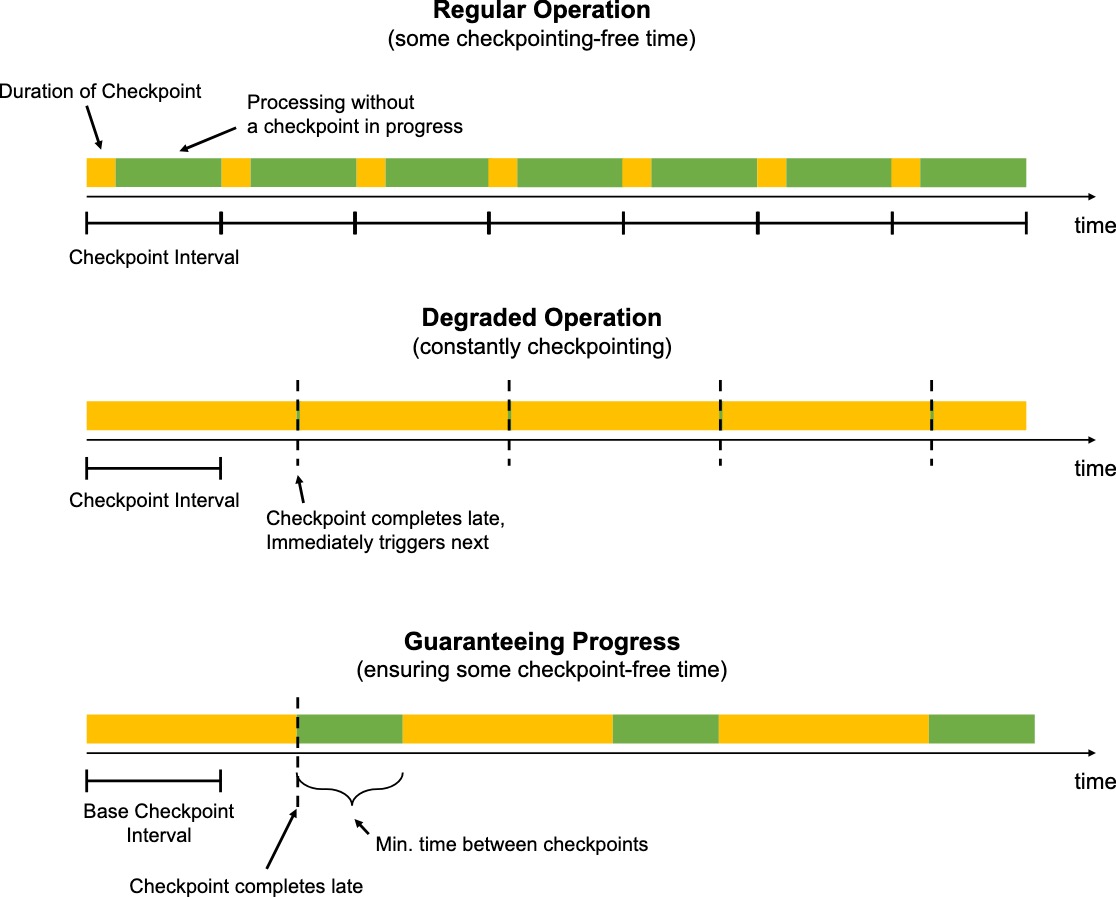 Regular Operation
(some checkpointing-free time)
Duration of Checkpoint
Processing without
a checkpoint in progress
time
Checkpoint Interval
Degraded Operation
(constantly checkpointing)
time
Checkpoint Interval
Checkpoint completes late,
Immediately triggers next
Guaranteeing Progress
(ensuring some checkpoint-free time)
time
Base Checkpoint
Interval
Min. time between checkpoints
Checkpoint completes late